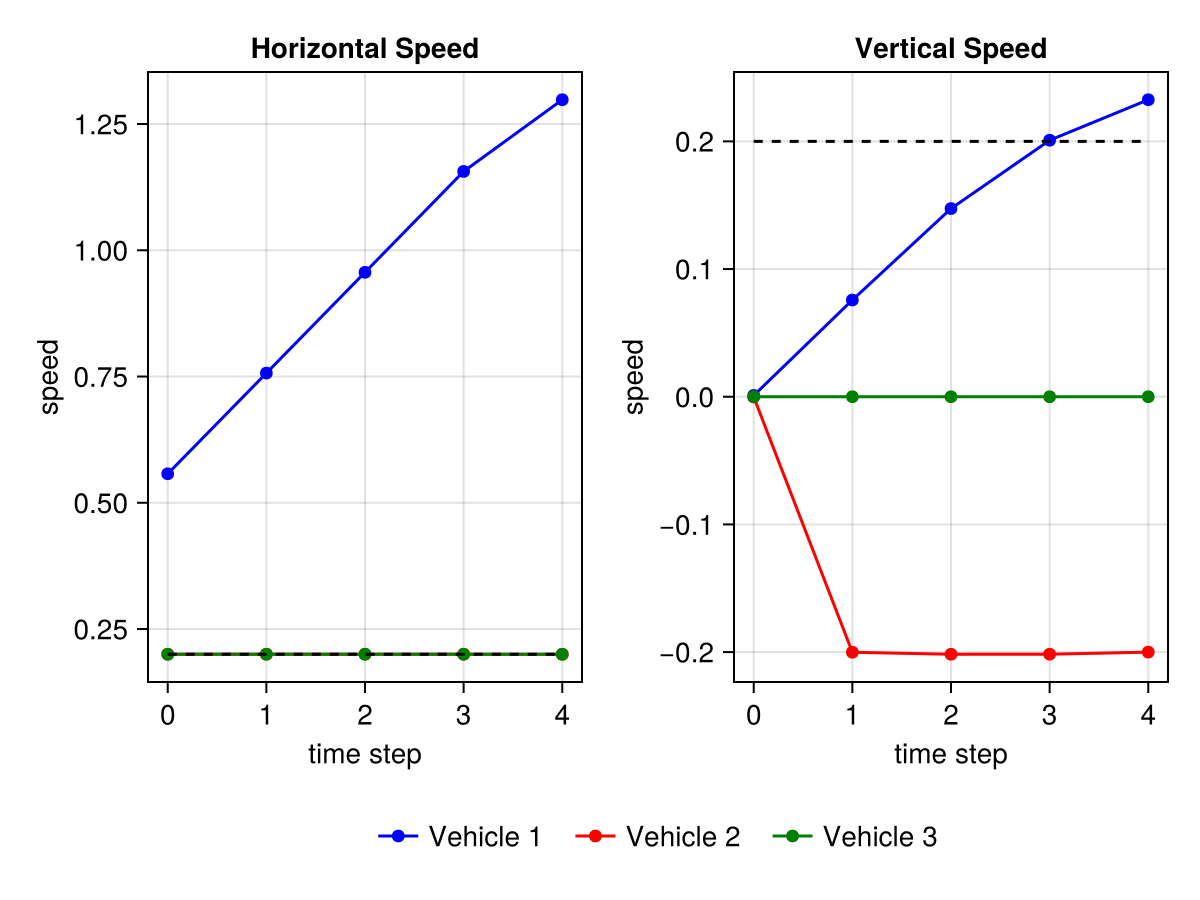 Horizontal Speed
1.25
1.00
0.75
0.50
0.25
speed
0 1 2 3 4
time step
Vertical Speed
0.2
0.1
0.0
−0.1
−0.2
speed
0 1 2 3 4
time step
Vehicle 1 Vehicle 2 Vehicle 3